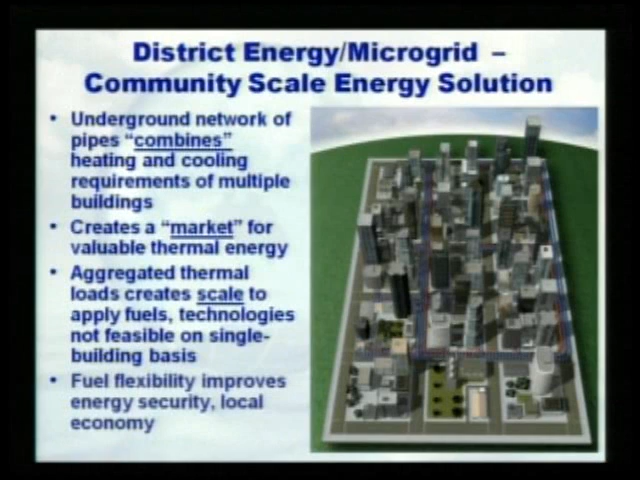 District Energy/Microgrid –
Community Scale Energy Solution
• Underground network of
pipes “combines”
heating and cooling
requirements of multiple
buildings
• Creates a “market” for
valuable thermal energy
• Aggregated thermal
loads creates scale to
apply fuels, technologies
not feasible on single-
building basis
• Fuel flexibility improves
energy security, local
economy